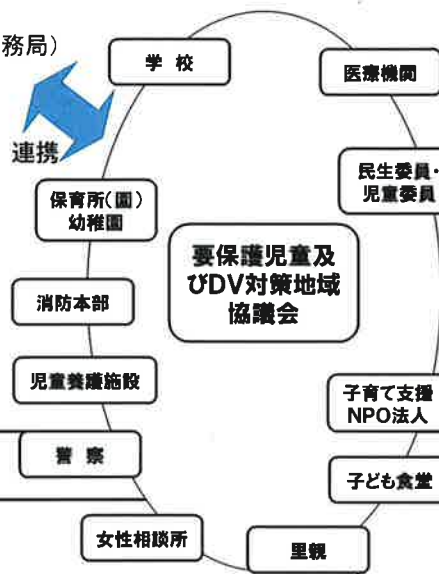 務局)
学校
医療機関
連携
民生委員・
児童委員
保育所(園)
幼稚園
要保護児童及
びDV対策地域
協議会
消防本部
児童養護施設
子育て支援
NPO法人
警察
子ども食堂
女性相談所
里親